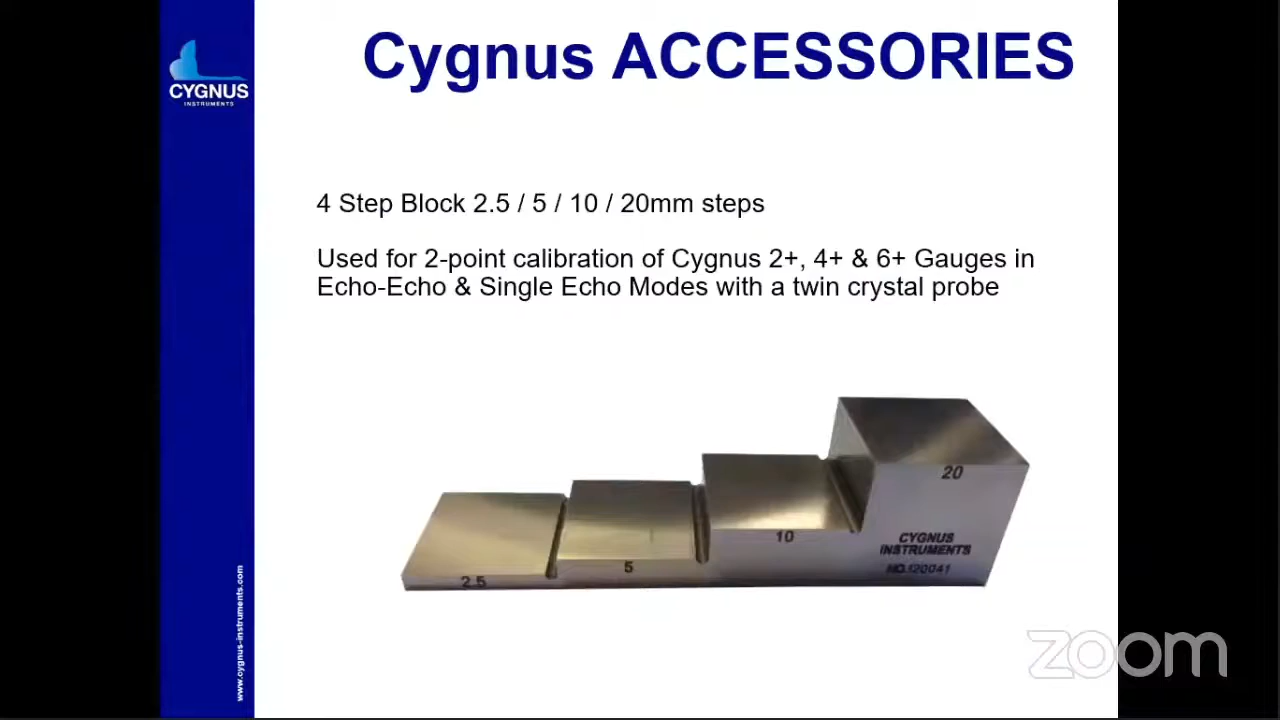 Cygnus ACCESSORIES
CYGNUS
INSTRUMENTS
4 Step Block 2.5 / 5 / 10 / 20mm steps
Used for 2-point calibration of Cygnus 2+, 4+ & 6+ Gauges in
Echo-Echo & Single Echo Modes with a twin crystal probe
20
10
5
2.5
CYGNUS
INSTRUMENTS
www.cygnus-instruments.com
zoom